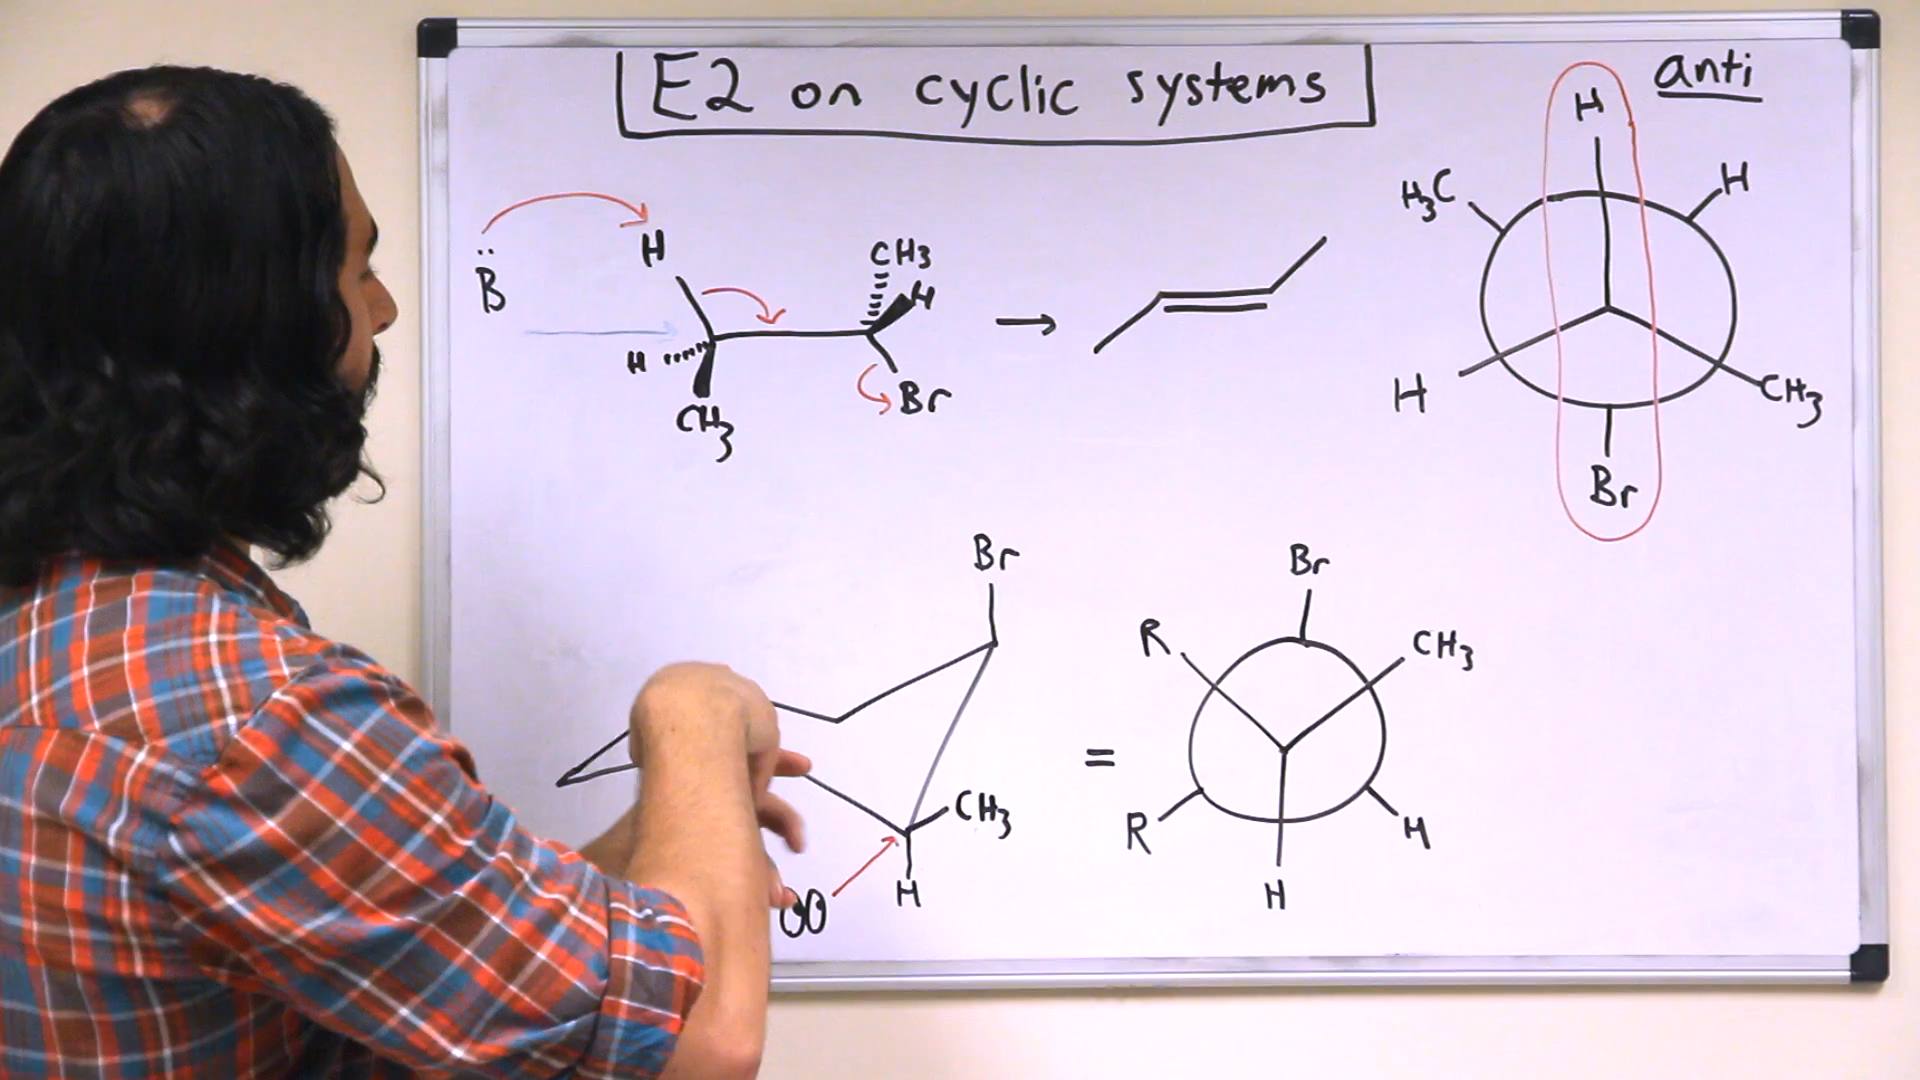 E2 on cyclic systems
anti
H
H₃C
H
H
CH₃
Br
B̈
H
H
CH₃
CH₃
H
Br
Br
CH₃
H
=
Br
R
CH₃
R
H
H